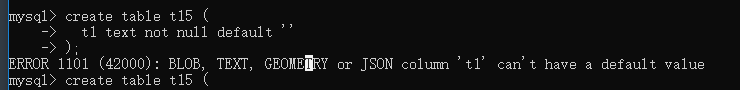 mysql> create table t15 (
    ->   t1 text not null default ''
    -> );
ERROR 1101 (42000): BLOB, TEXT, GEOMETRY or JSON column 't1' can't have a default value
mysql> create table t15 (